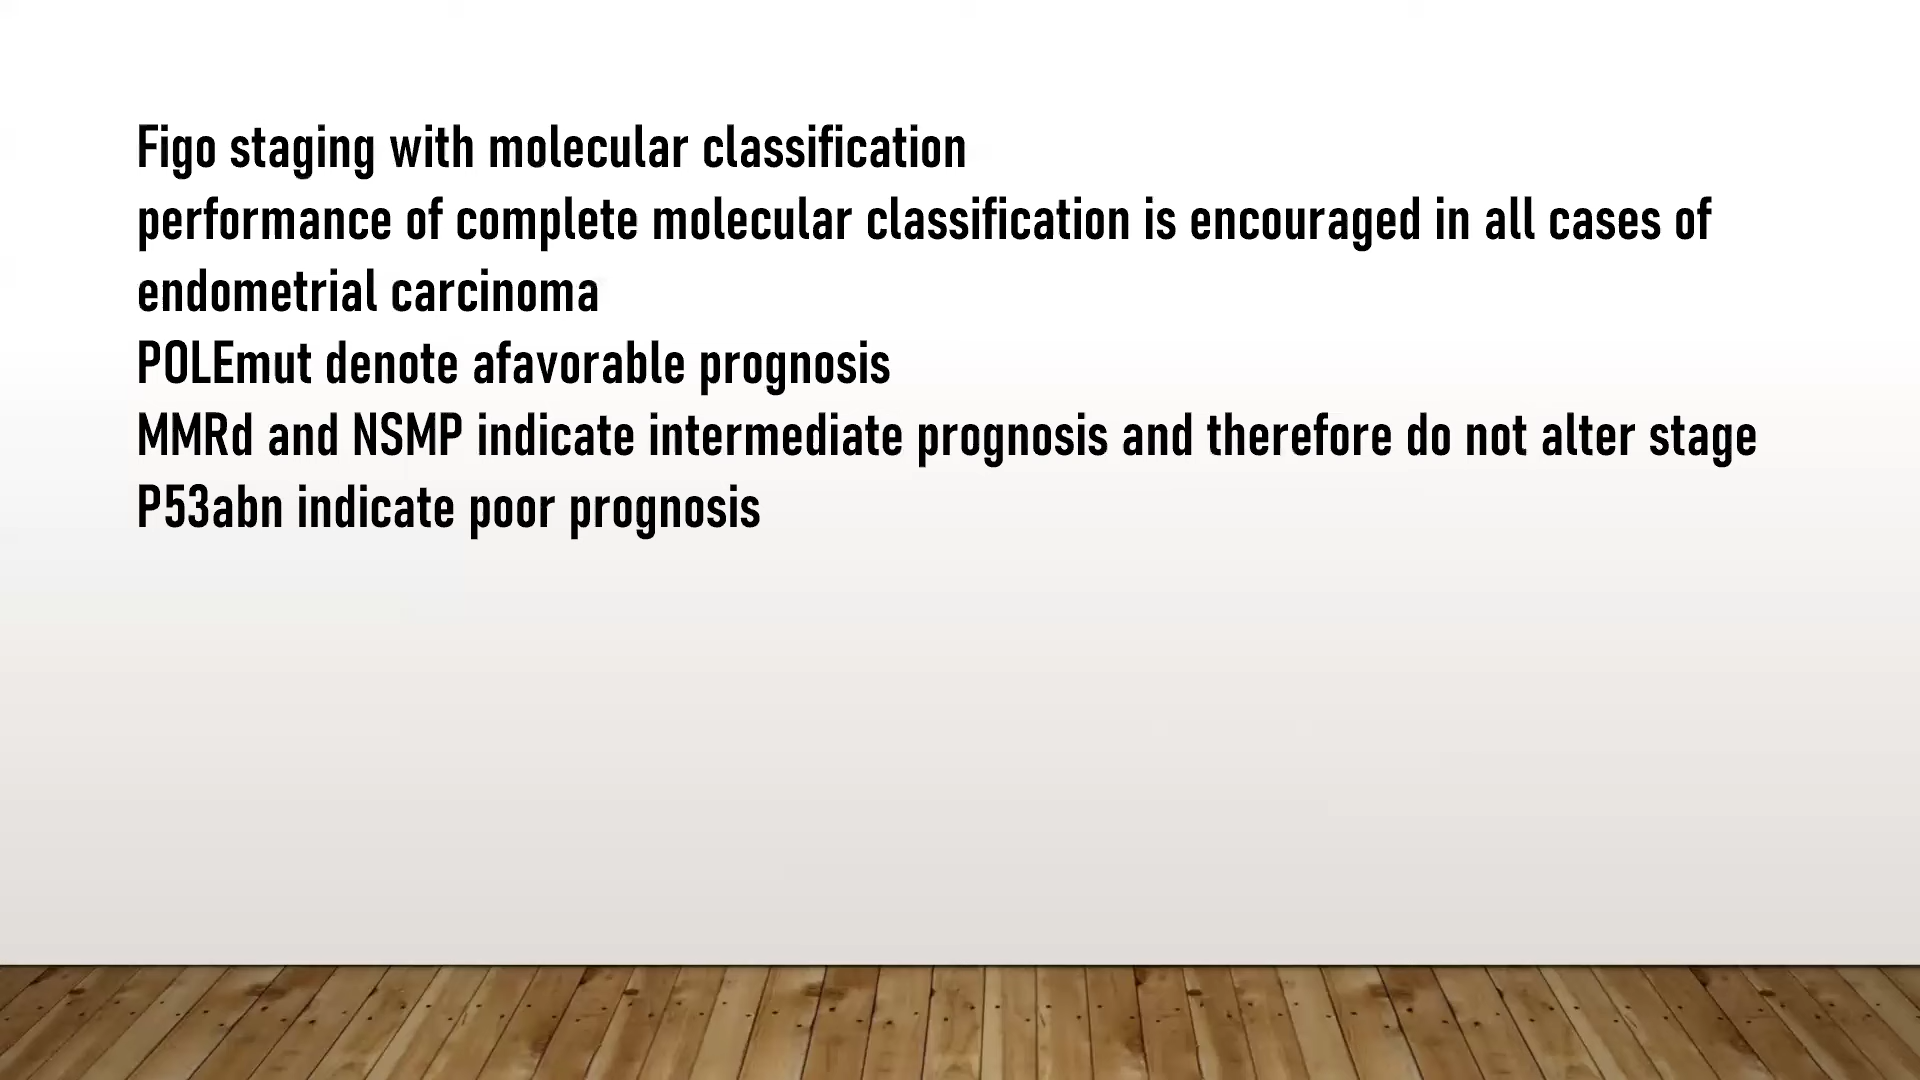 Figo staging with molecular classification
performance of complete molecular classification is encouraged in all cases of
endometrial carcinoma
POLEmut denote afavorable prognosis
MMRd and NSMP indicate intermediate prognosis and therefore do not alter stage
P53abn indicate poor prognosis